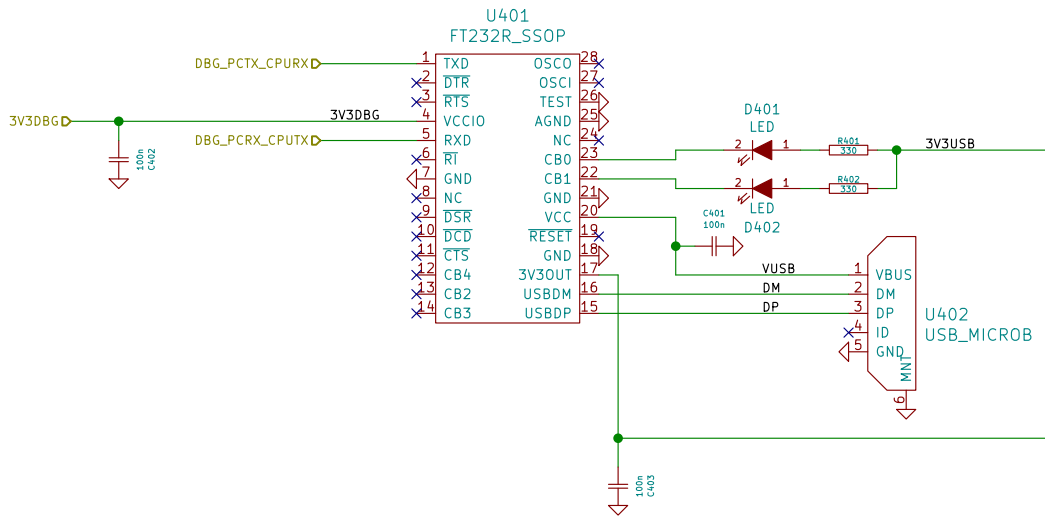 U401
FT232R_SSOP
DBG_PCTX_CPURX
3V3DBG
3V3DBG
DBG_PCRX_CPUTX
100n
C402
1 TXD
2 DTR
3 RTS
4 VCCIO
5 RXD
6 RI
7 GND
8 NC
9 DSR
10 DCD
11 CTS
12 CB4
13 CB2
14 CB3
OSCO 28
OSCI 27
TEST 26
AGND 25
NC 24
CB0 23
CB1 22
GND 21
VCC 20
RESET 19
GND 18
3V3OUT 17
USBDM 16
USBDP 15
D401
LED
2 1
R401
330
3V3USB
2 1
R402
330
LED
D402
C401
100n
VUSB
DM
DP
1 VBUS
2 DM
3 DP
4 ID
5 GND
MNT
6
U402
USB_MICROB
100n
C403